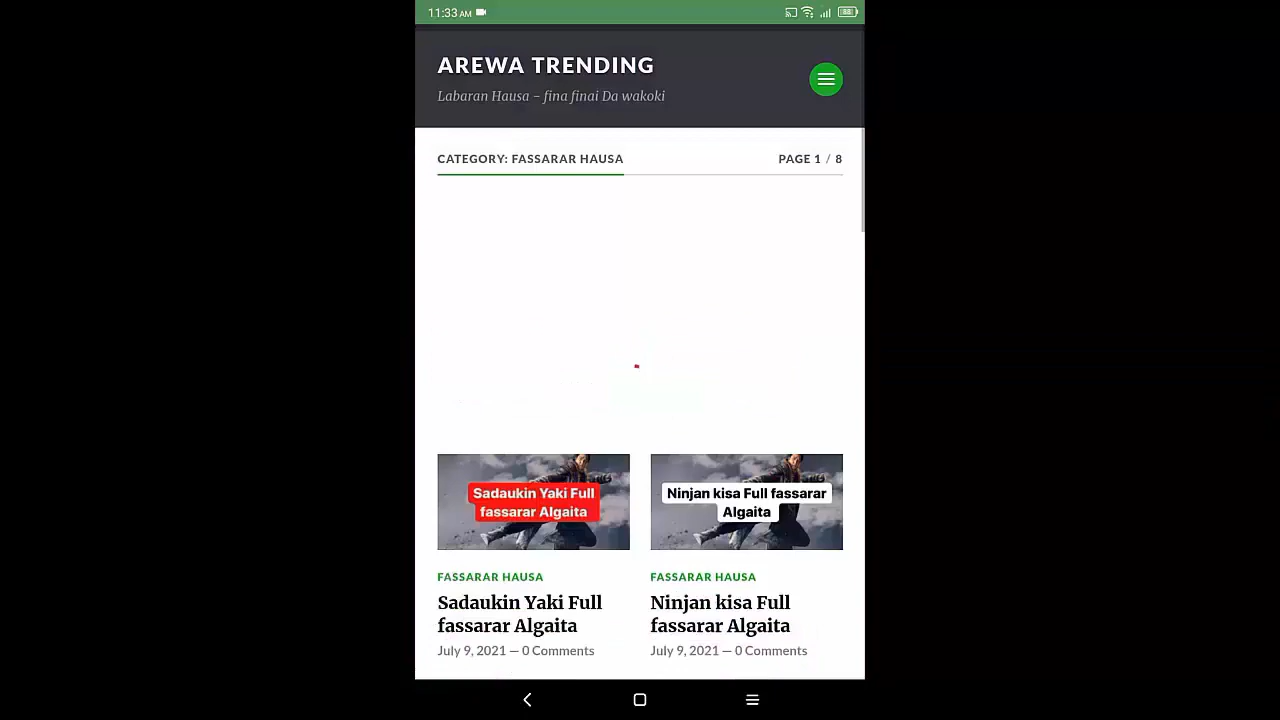 11:33 AM
88
AREWA TRENDING
Labaran Hausa – fina finai Da wakoki
CATEGORY: FASSARAR HAUSA
PAGE 1 / 8
Sadaukin Yaki Full
fassarar Algaita
Ninjan kisa Full fassarar
Algaita
FASSARAR HAUSA
Sadaukin Yaki Full
fassarar Algaita
July 9, 2021 — 0 Comments
FASSARAR HAUSA
Ninjan kisa Full
fassarar Algaita
July 9, 2021 — 0 Comments